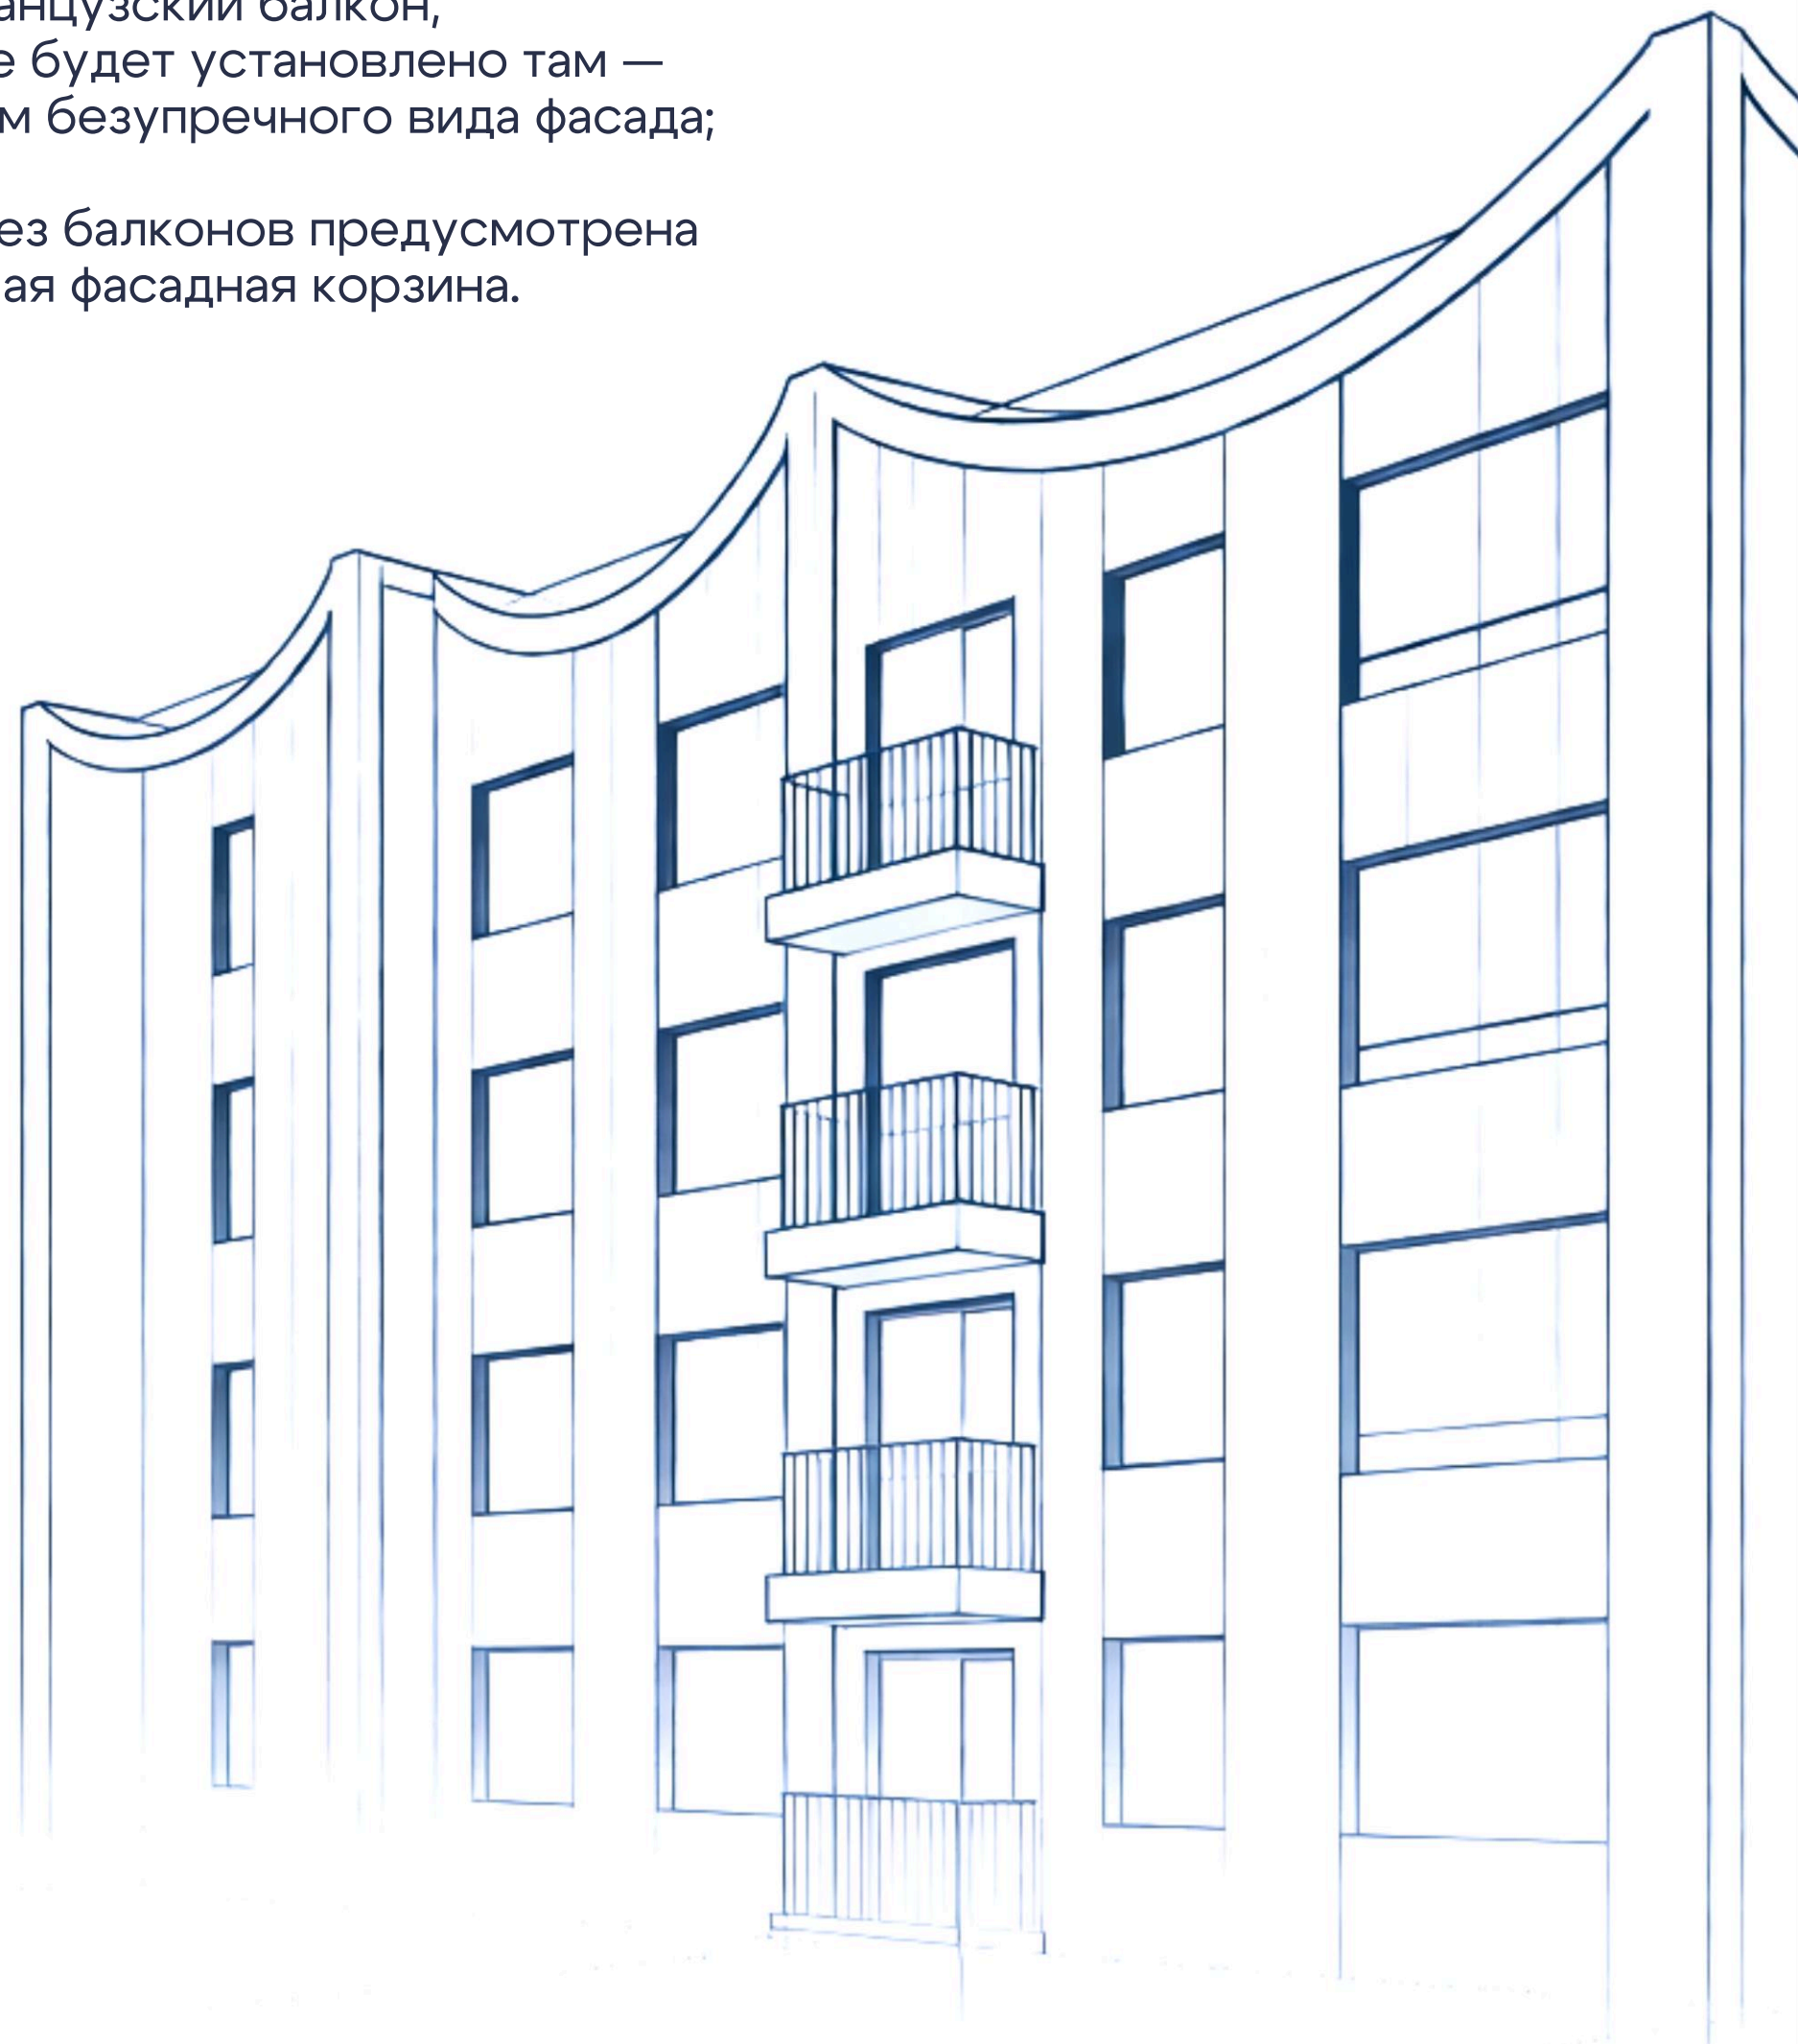 анцузский балкон,
е будет установлено там —
м безупречного вида фасада;
ез балконов предусмотрена
ая фасадная корзина.